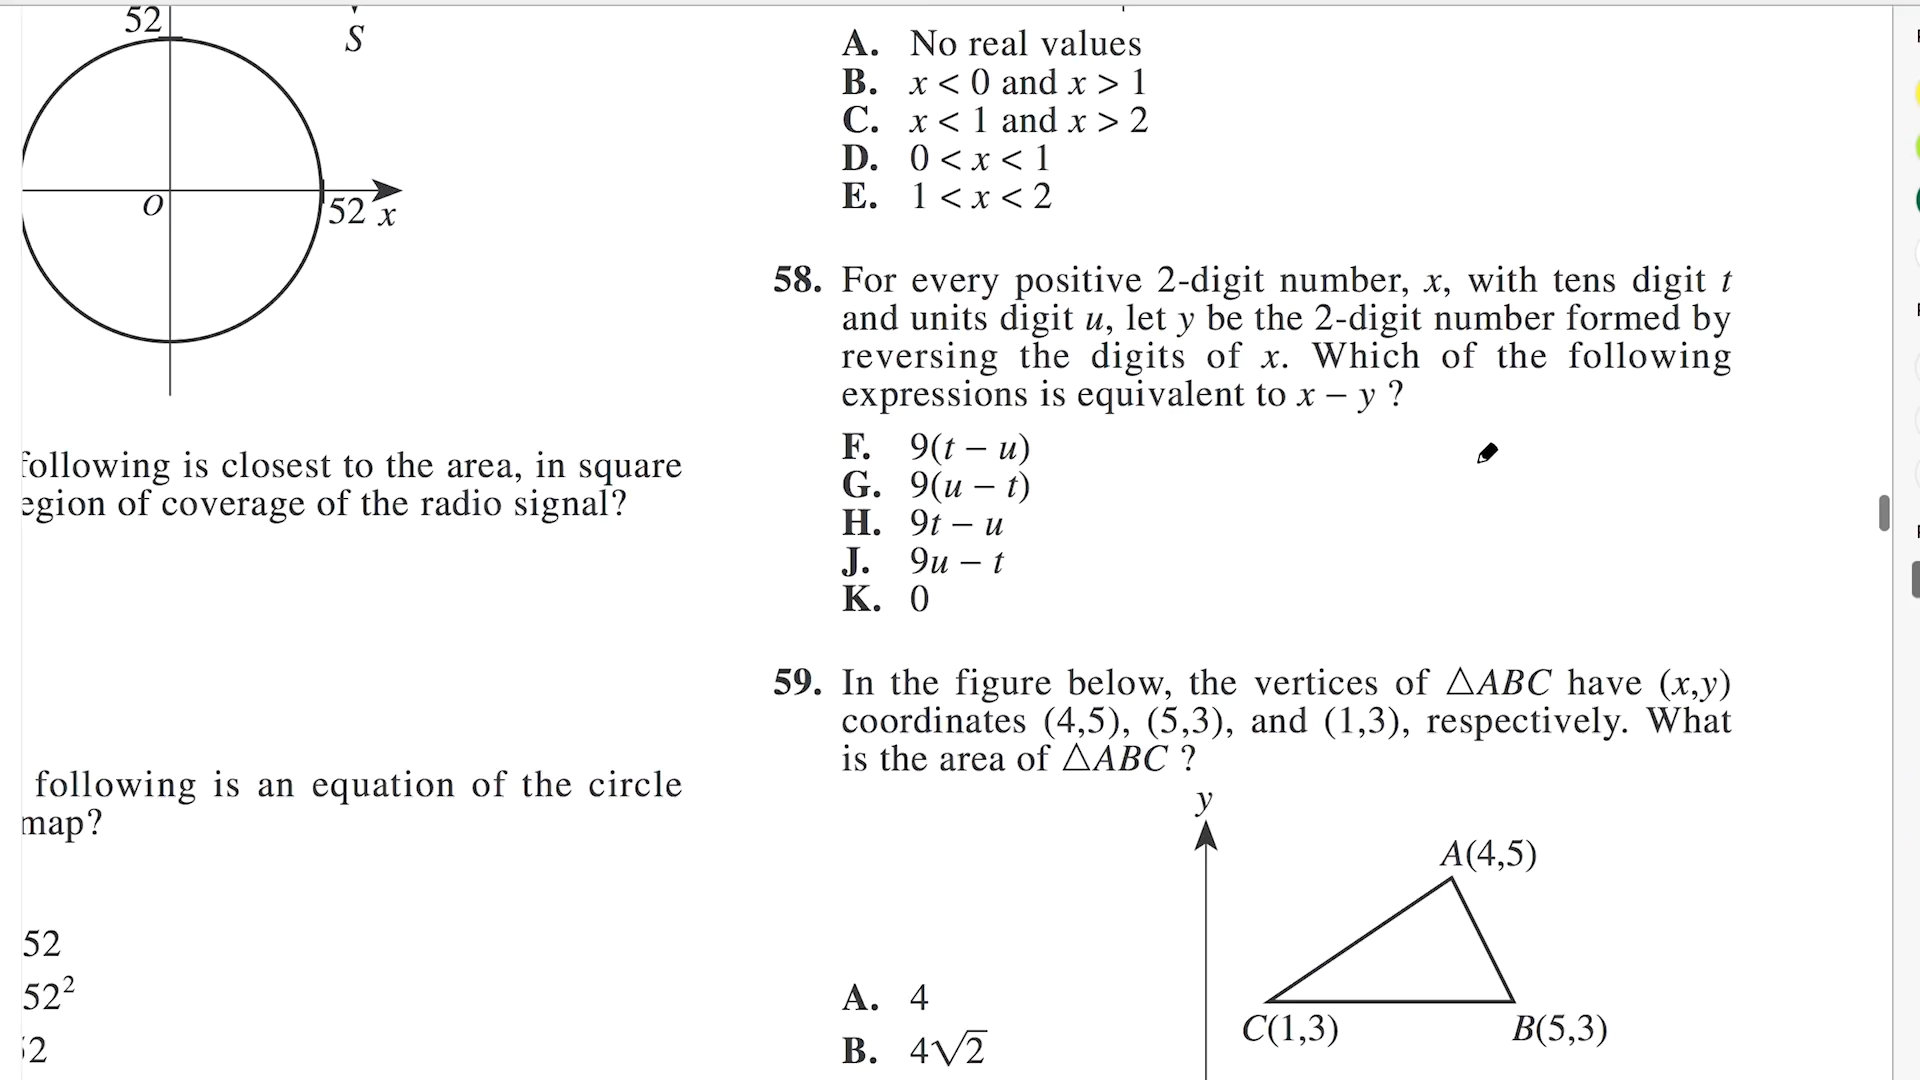 52
S
O
52 x
following is closest to the area, in square
egion of coverage of the radio signal?
following is an equation of the circle
map?
52
52²
52
A. No real values
B. x < 0 and x > 1
C. x < 1 and x > 2
D. 0 < x < 1
E. 1 < x < 2
58. For every positive 2-digit number, x, with tens digit t
and units digit u, let y be the 2-digit number formed by
reversing the digits of x. Which of the following
expressions is equivalent to x − y ?
F. 9(t − u)
G. 9(u − t)
H. 9t − u
J. 9u − t
K. 0
59. In the figure below, the vertices of △ABC have (x,y)
coordinates (4,5), (5,3), and (1,3), respectively. What
is the area of △ABC ?
y
A(4,5)
C(1,3)
B(5,3)
A. 4
B. 4√2